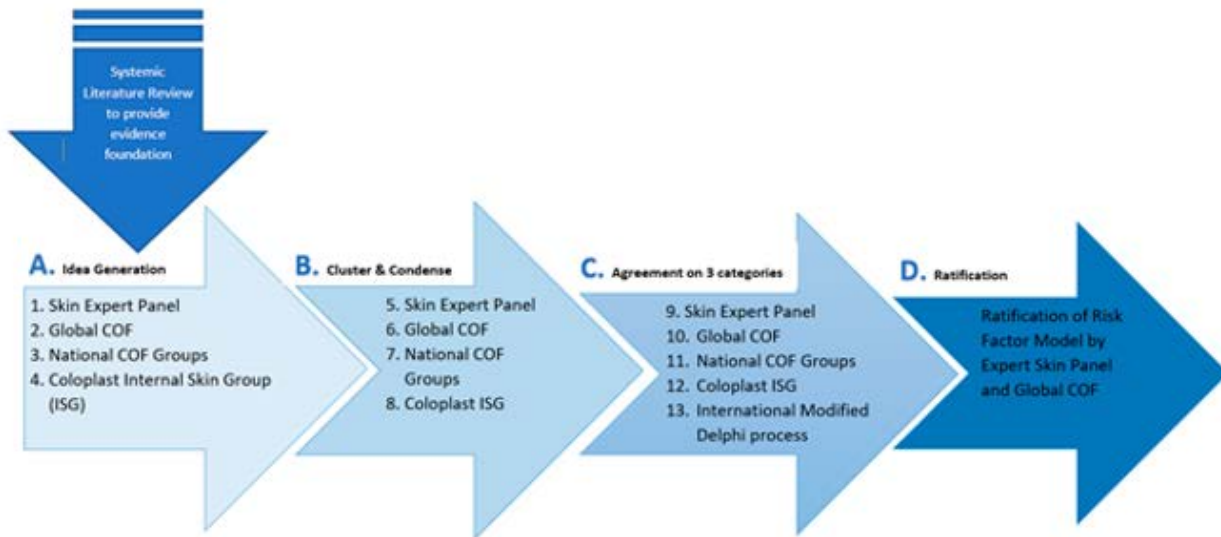 Systemic
Literature Review
to provide
evidence
foundation
A. Idea Generation
1. Skin Expert Panel
2. Global COF
3. National COF Groups
4. Coloplast Internal Skin Group
(ISG)
B. Cluster & Condense
5. Skin Expert Panel
6. Global COF
7. National COF
Groups
8. Coloplast ISG
C. Agreement on 3 categories
9. Skin Expert Panel
10. Global COF
11. National COF Groups
12. Coloplast ISG
13. International Modified
Delphi process
D. Ratification
Ratification of Risk
Factor Model by
Expert Skin Panel
and Global COF